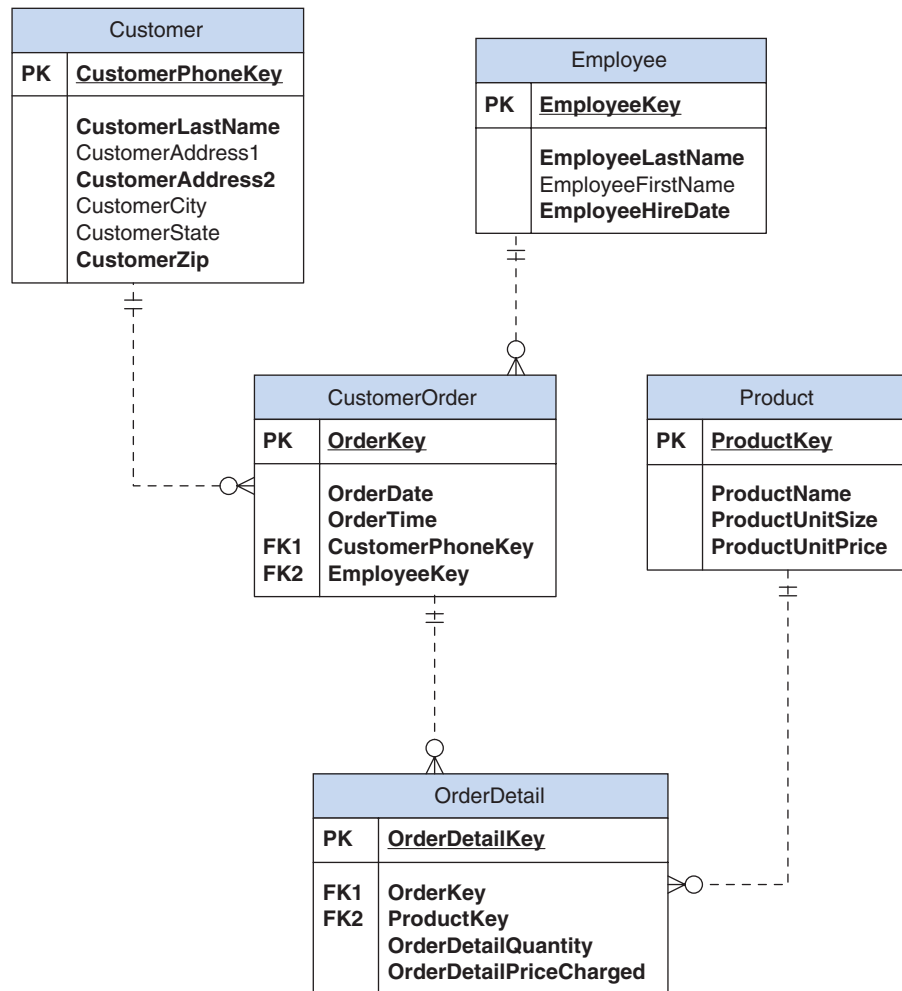 Customer
PK CustomerPhoneKey
CustomerLastName
CustomerAddress1
CustomerAddress2
CustomerCity
CustomerState
CustomerZip
Employee
PK EmployeeKey
EmployeeLastName
EmployeeFirstName
EmployeeHireDate
CustomerOrder
PK OrderKey
OrderDate
OrderTime
FK1 CustomerPhoneKey
FK2 EmployeeKey
Product
PK ProductKey
ProductName
ProductUnitSize
ProductUnitPrice
OrderDetail
PK OrderDetailKey
FK1 OrderKey
FK2 ProductKey
OrderDetailQuantity
OrderDetailPriceCharged